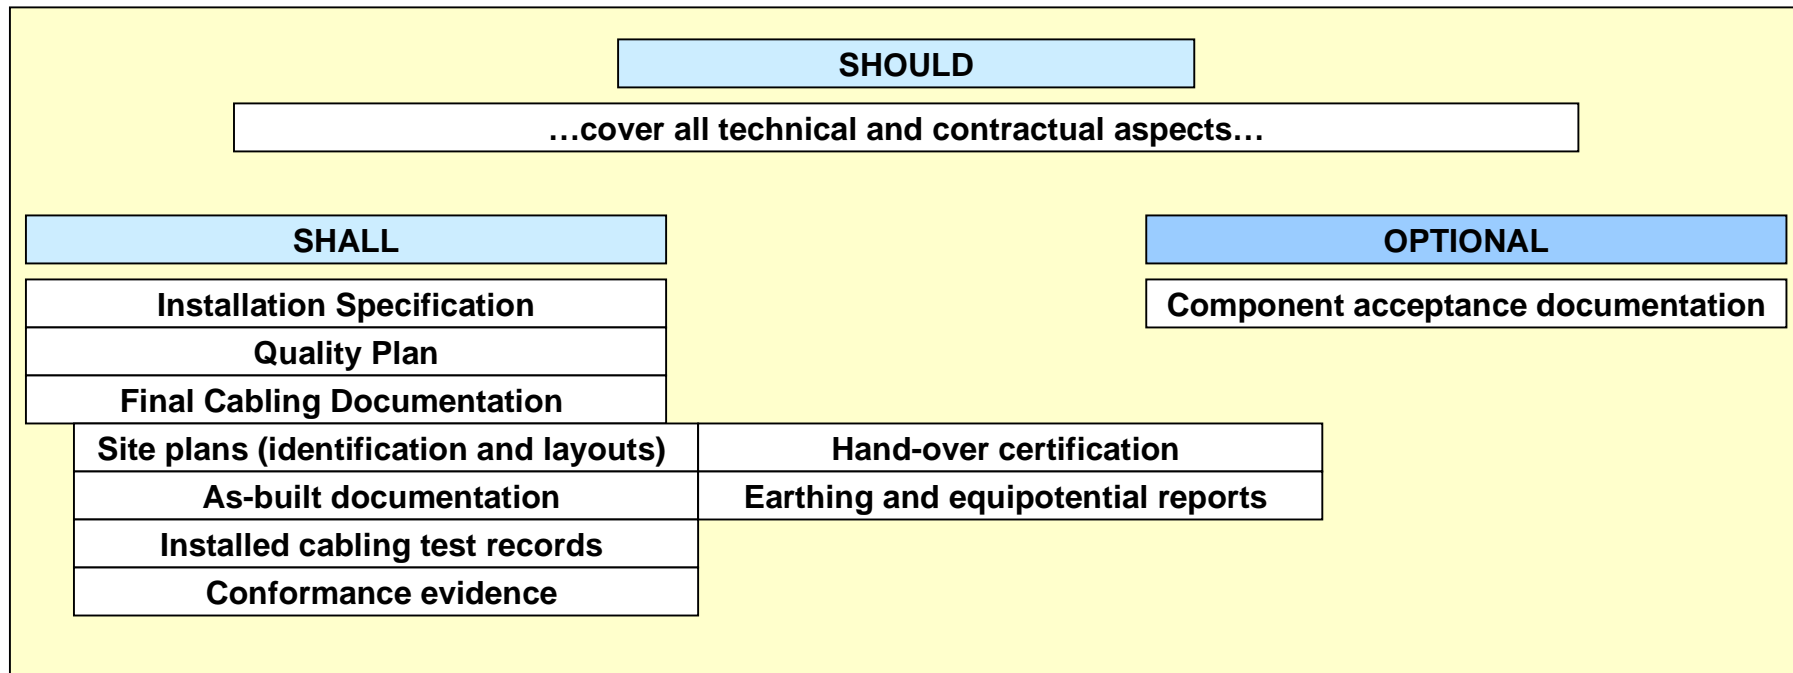 SHOULD
…cover all technical and contractual aspects…
SHALL
OPTIONAL
Installation Specification
Component acceptance documentation
Quality Plan
Final Cabling Documentation
Site plans (identification and layouts)
Hand-over certification
As-built documentation
Earthing and equipotential reports
Installed cabling test records
Conformance evidence